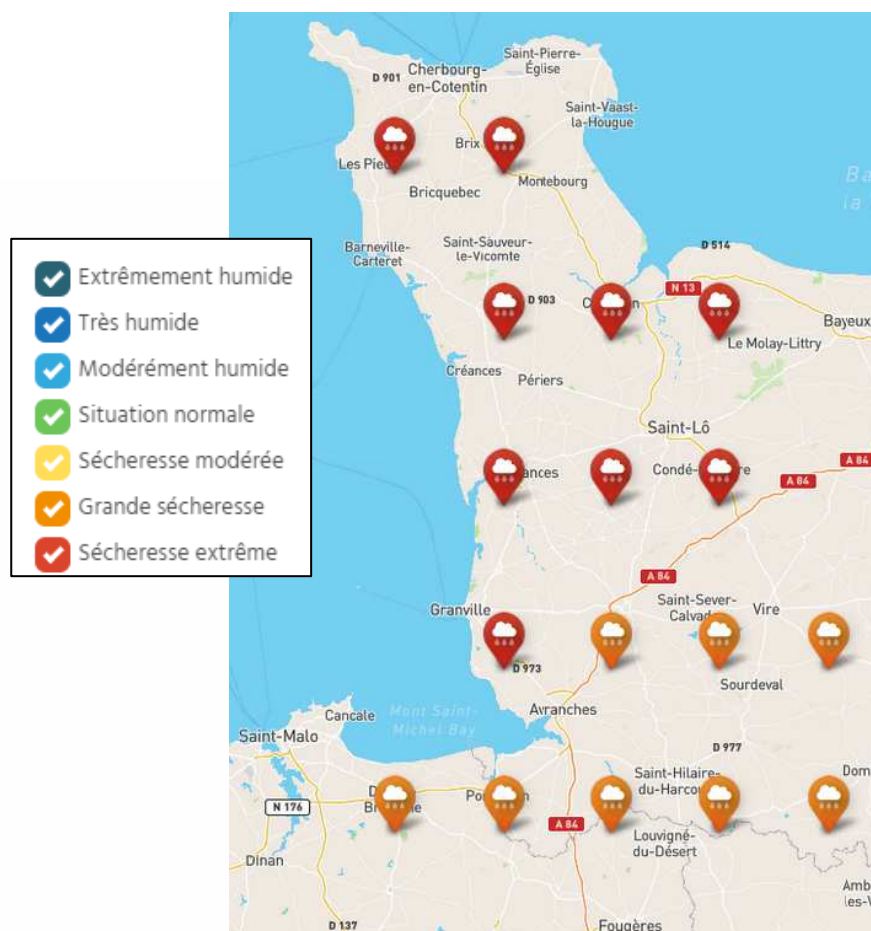 Extrêmement humide
Très humide
Modérément humide
Situation normale
Sécheresse modérée
Grande sécheresse
Sécheresse extrême
Saint-Pierre-
Église
D 901
Cherbourg-
en-Cotentin
Saint-Vaast-
la-Hougue
Brix
Les
Montebourg
Bricquebec
Barneville-
Carteret
Saint-Sauveur-
le-Vicomte
D 514
N 13
D 903
Bayeux
Le Molay-Littry
Créances
Périers
Saint-Lô
A 84
Condé-
A 84
A 84
Granville
Saint-Sever-
Vire
D 973
Sourdeval
Avranches
Cancale
Mont Saint-
Michel Bay
Saint-Malo
D 977
Saint-Hilaire-
N 176
A 84
Louvigné-
du-Désert
Dinan
D 137
Fougères